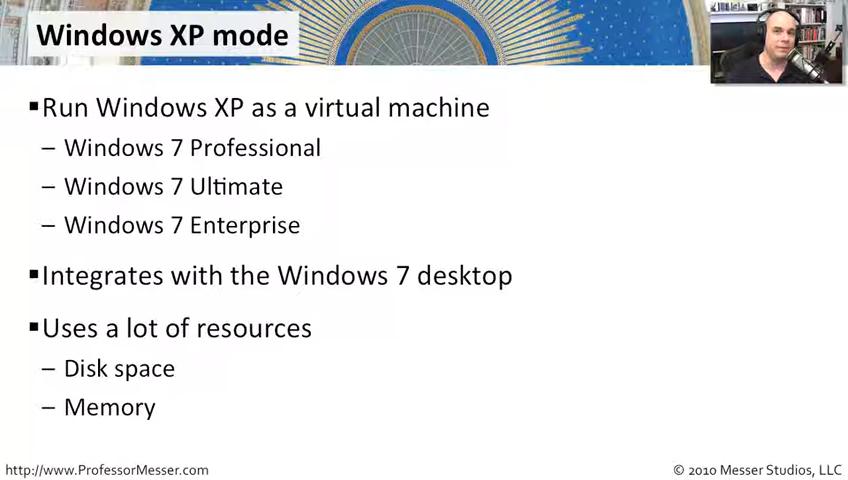 Windows XP mode
▪Run Windows XP as a virtual machine
– Windows 7 Professional
– Windows 7 Ultimate
– Windows 7 Enterprise
▪Integrates with the Windows 7 desktop
▪Uses a lot of resources
– Disk space
– Memory
http://www.ProfessorMesser.com
© 2010 Messer Studios, LLC